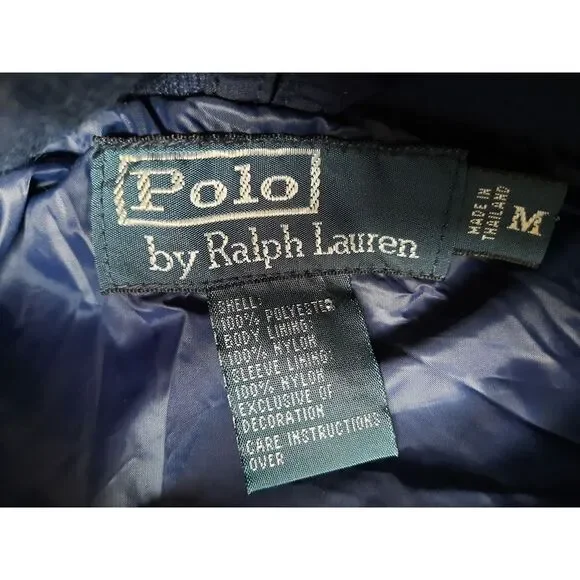 Polo
by Ralph Lauren
MADE IN
THAILAND
M
SHELL:
100% POLYESTER
BODY LINING:
100% NYLON
SLEEVE LINING:
100% NYLON
EXCLUSIVE OF
DECORATION
CARE INSTRUCTIONS
OVER